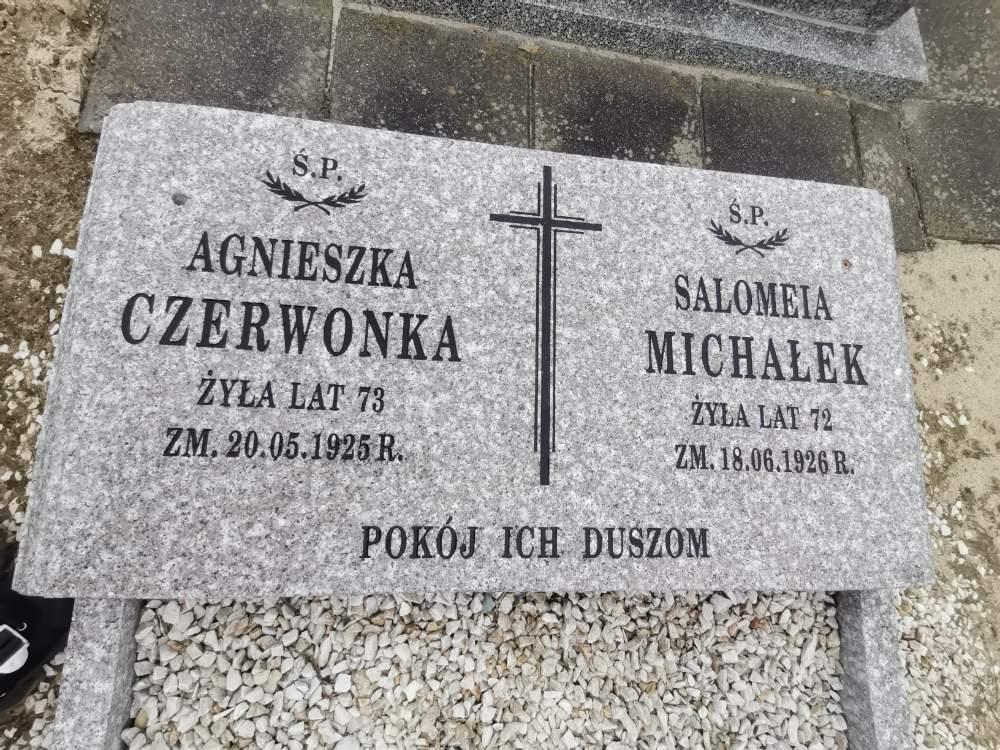 Ś.P.
AGNIESZKA
CZERWONKA
ŻYŁA LAT 73
ZM. 20.05.1925 R.
Ś.P.
SALOMEIA
MICHAŁEK
ŻYŁA LAT 72
ZM. 18.06.1926 R.
POKÓJ ICH DUSZOM